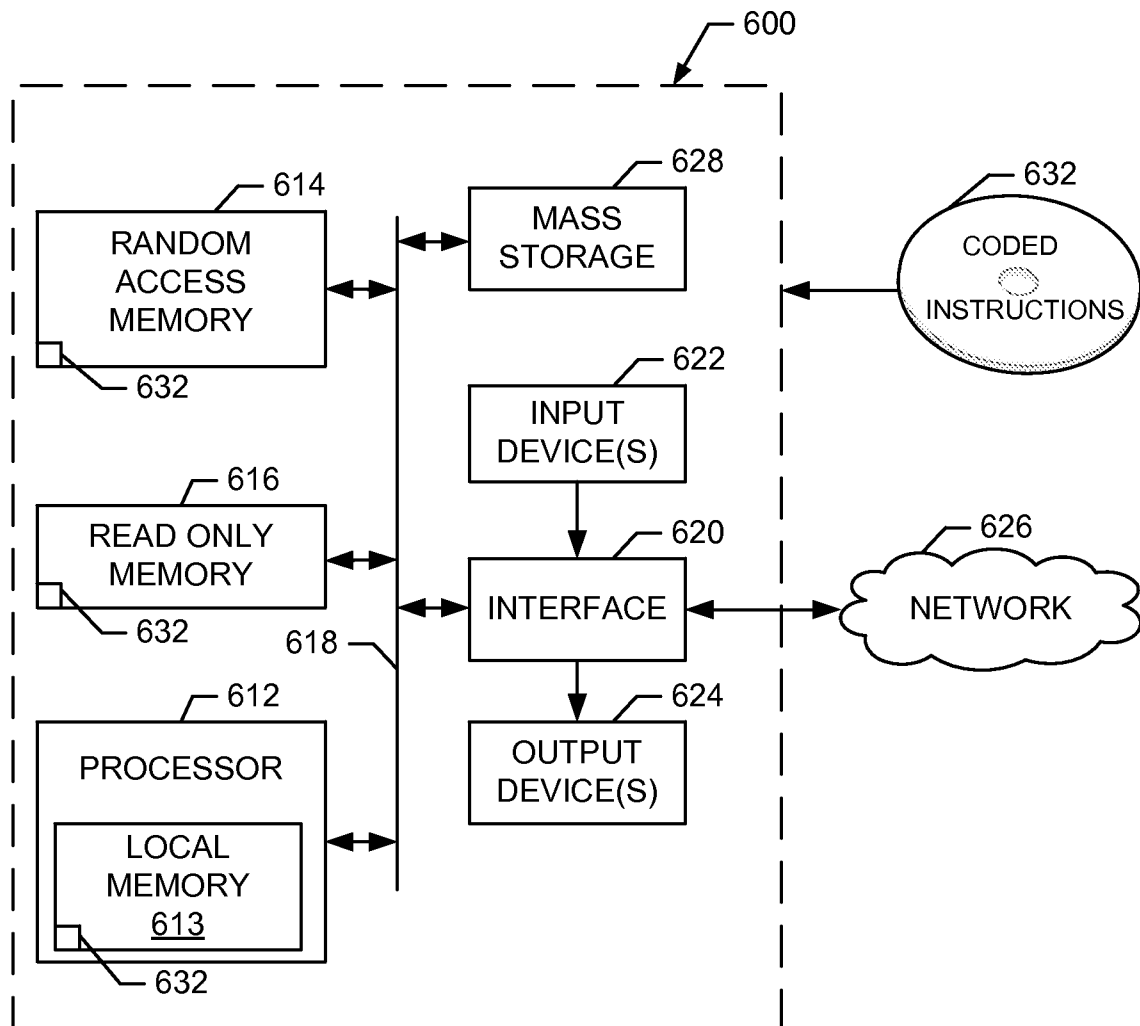 600
614
RANDOM
ACCESS
MEMORY
632
628
MASS
STORAGE
632
CODED
INSTRUCTIONS
622
INPUT
DEVICE(S)
616
READ ONLY
MEMORY
632
620
INTERFACE
626
NETWORK
618
612
PROCESSOR
LOCAL
MEMORY
613
632
624
OUTPUT
DEVICE(S)